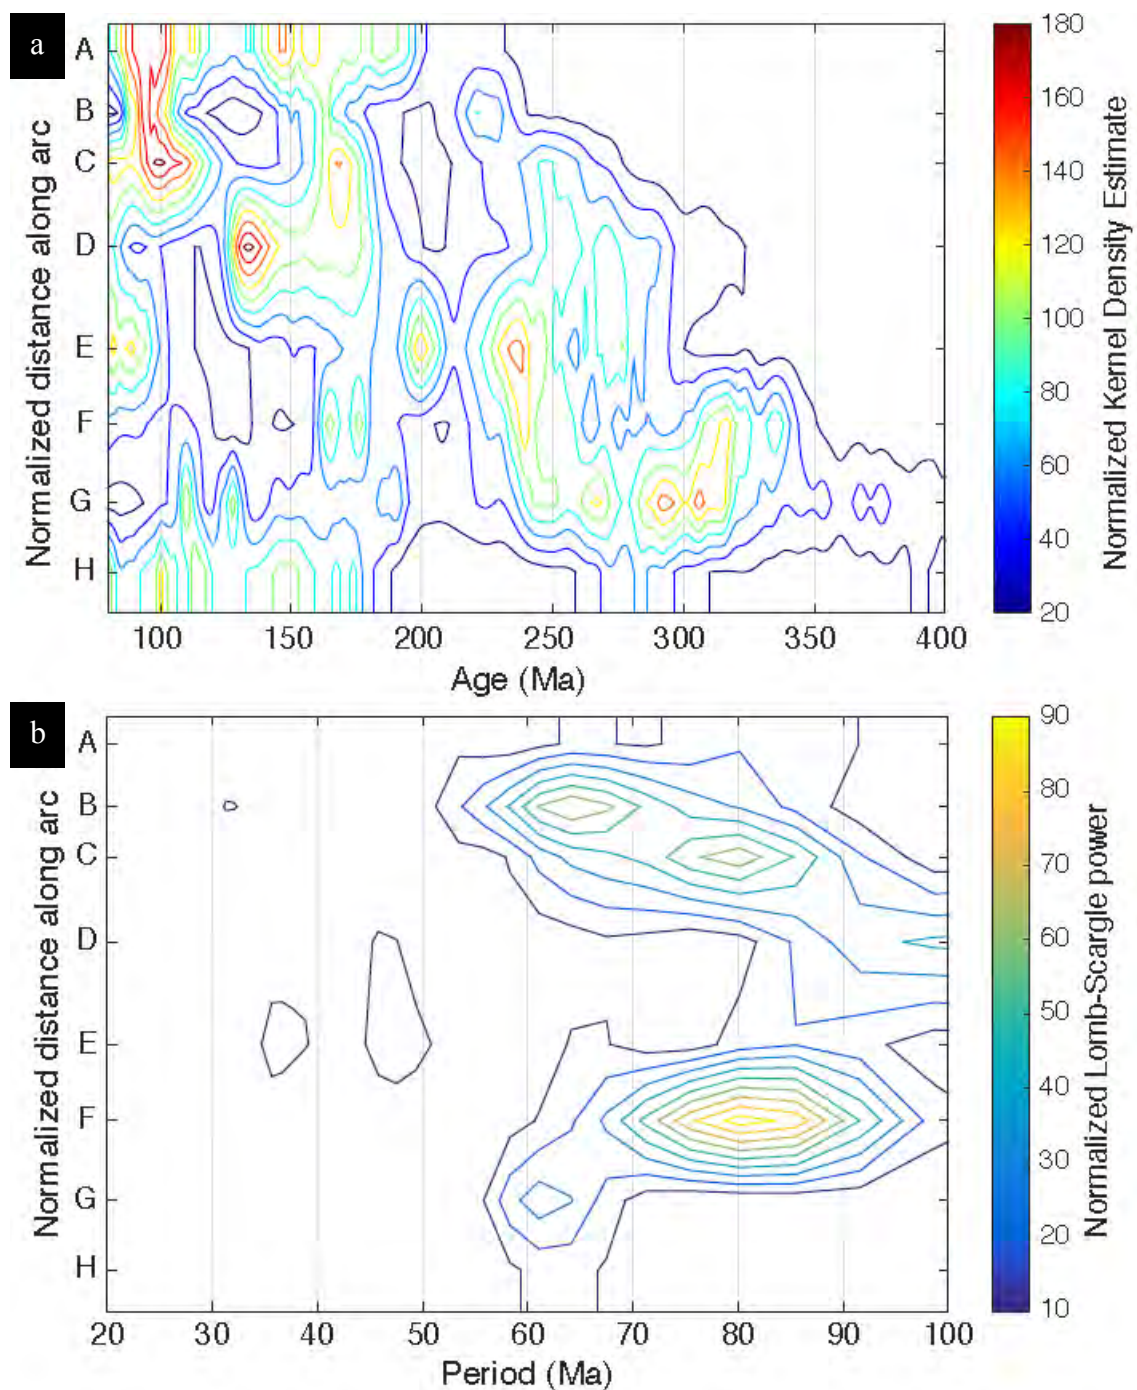 a
Normalized distance along arc
A
B
C
D
E
F
G
H
100
150
200
250
300
350
400
Age (Ma)
180
160
140
120
100
80
60
40
20
Normalized Kernel Density Estimate
b
Normalized distance along arc
A
B
C
D
E
F
G
H
20
30
40
50
60
70
80
90
100
Period (Ma)
90
80
70
60
50
40
30
20
10
Normalized Lomb-Scargle power